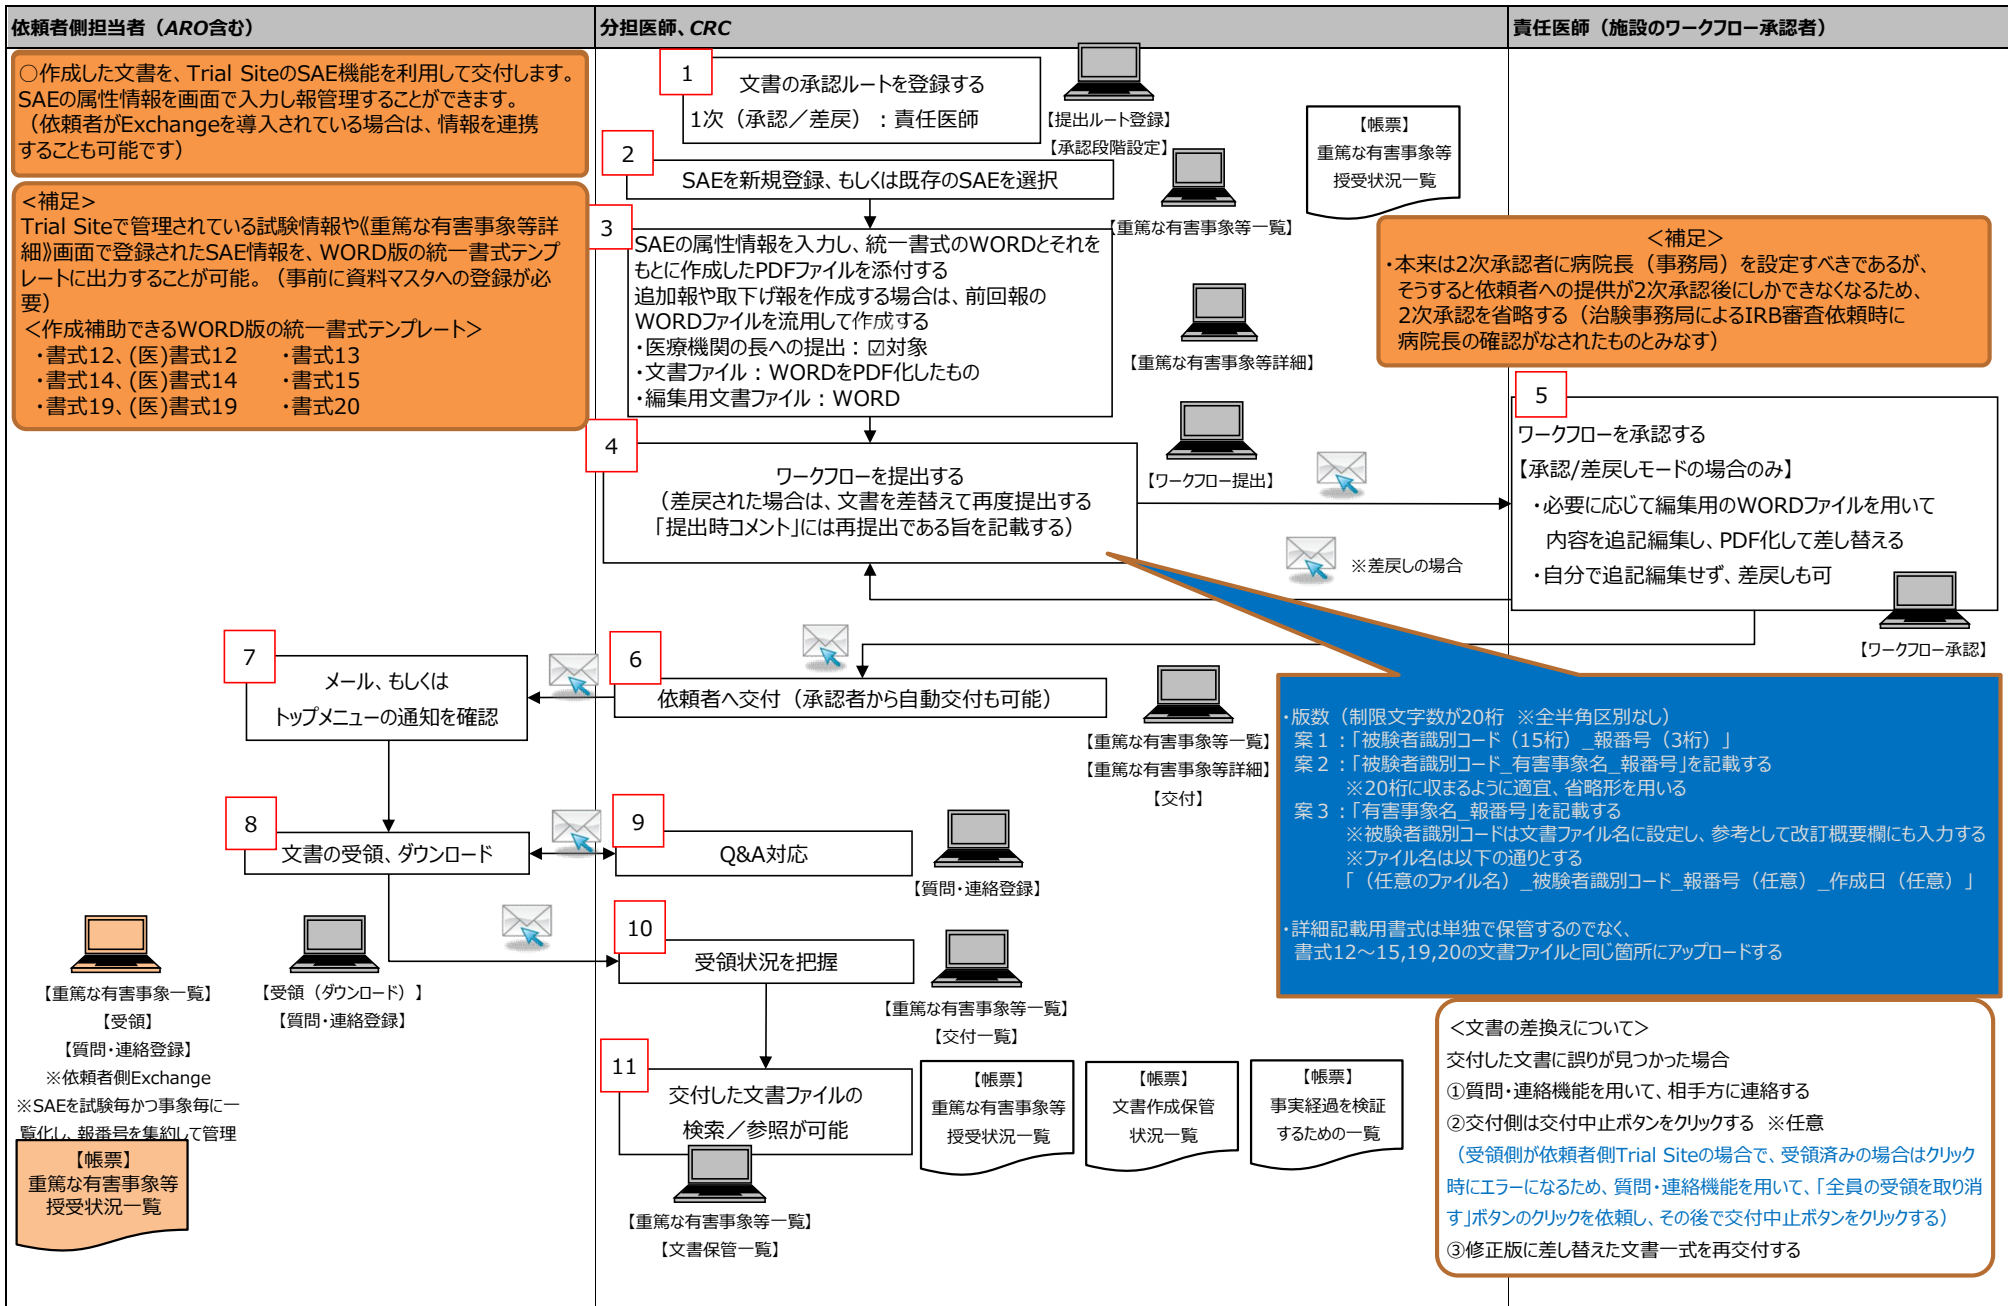 依頼者側担当者（ARO含む）
分担医師、CRC
責任医師（施設のワークフロー承認者）
○作成した文書を、Trial SiteのSAE機能を利用して交付します。
SAEの属性情報を画面で入力し報管理することができます。
（依頼者がExchangeを導入されている場合は、情報を連携
することも可能です）
＜補足＞
Trial Siteで管理されている試験情報や《重篤な有害事象等詳
細》画面で登録されたSAE情報を、WORD版の統一書式テンプ
レートに出力することが可能。（事前に資料マスタへの登録が必
要）
＜作成補助できるWORD版の統一書式テンプレート＞
・書式12、(医)書式12　・書式13
・書式14、(医)書式14　・書式15
・書式19、(医)書式19　・書式20
1
文書の承認ルートを登録する
1次（承認／差戻）：責任医師
【提出ルート登録】
【承認段階設定】
2
SAEを新規登録、もしくは既存のSAEを選択
【重篤な有害事象等一覧】
【帳票】
重篤な有害事象等
授受状況一覧
3
SAEの属性情報を入力し、統一書式のWORDとそれを
もとに作成したPDFファイルを添付する
追加報や取下げ報を作成する場合は、前回報の
WORDファイルを流用して作成する
・医療機関の長への提出：☑対象
・文書ファイル：WORDをPDF化したもの
・編集用文書ファイル：WORD
【重篤な有害事象等詳細】
＜補足＞
・本来は2次承認者に病院長（事務局）を設定すべきであるが、
そうすると依頼者への提供が2次承認後にしかできなくなるため、
2次承認を省略する（治験事務局によるIRB審査依頼時に
病院長の確認がなされたものとみなす）
4
ワークフローを提出する
（差戻された場合は、文書を差替えて再度提出する
「提出時コメント」には再提出である旨を記載する）
【ワークフロー提出】
5
ワークフローを承認する
【承認/差戻しモードの場合のみ】
・必要に応じて編集用のWORDファイルを用いて
内容を追記編集し、PDF化して差し替える
・自分で追記編集せず、差戻しも可
※差戻しの場合
【ワークフロー承認】
6
依頼者へ交付（承認者から自動交付も可能）
【重篤な有害事象等一覧】
【重篤な有害事象等詳細】
【交付】
7
メール、もしくは
トップメニューの通知を確認
・版数（制限文字数が20桁　※全半角区別なし）
案１：「被験者識別コード（15桁）_報番号（3桁）」
案２：「被験者識別コード_有害事象名_報番号」を記載する
※20桁に収まるように適宜、省略形を用いる
案３：「有害事象名_報番号」を記載する
※被験者識別コードは文書ファイル名に設定し、参考として改訂概要欄にも入力する
※ファイル名は以下の通りとする
「（任意のファイル名）_被験者識別コード_報番号（任意）_作成日（任意）」
・詳細記載用書式は単独で保管するのでなく、
書式12～15,19,20の文書ファイルと同じ箇所にアップロードする
8
文書の受領、ダウンロード
9
Q&A対応
【質問・連絡登録】
10
受領状況を把握
【重篤な有害事象等一覧】
【交付一覧】
【重篤な有害事象一覧】
【受領】
【質問・連絡登録】
※依頼者側Exchange
※SAEを試験毎かつ事象毎に一
覧化し、報番号を集約して管理
【受領（ダウンロード）】
【質問・連絡登録】
【帳票】
重篤な有害事象等
授受状況一覧
11
交付した文書ファイルの
検索／参照が可能
【重篤な有害事象等一覧】
【文書保管一覧】
【帳票】
重篤な有害事象等
授受状況一覧
【帳票】
文書作成保管
状況一覧
【帳票】
事実経過を検証
するための一覧
＜文書の差換えについて＞
交付した文書に誤りが見つかった場合
①質問・連絡機能を用いて、相手方に連絡する
②交付側は交付中止ボタンをクリックする　※任意
（受領側が依頼者側Trial Siteの場合で、受領済みの場合はクリック
時にエラーになるため、質問・連絡機能を用いて、「全員の受領を取り消
す」ボタンのクリックを依頼し、その後で交付中止ボタンをクリックする）
③修正版に差し替えた文書一式を再交付する